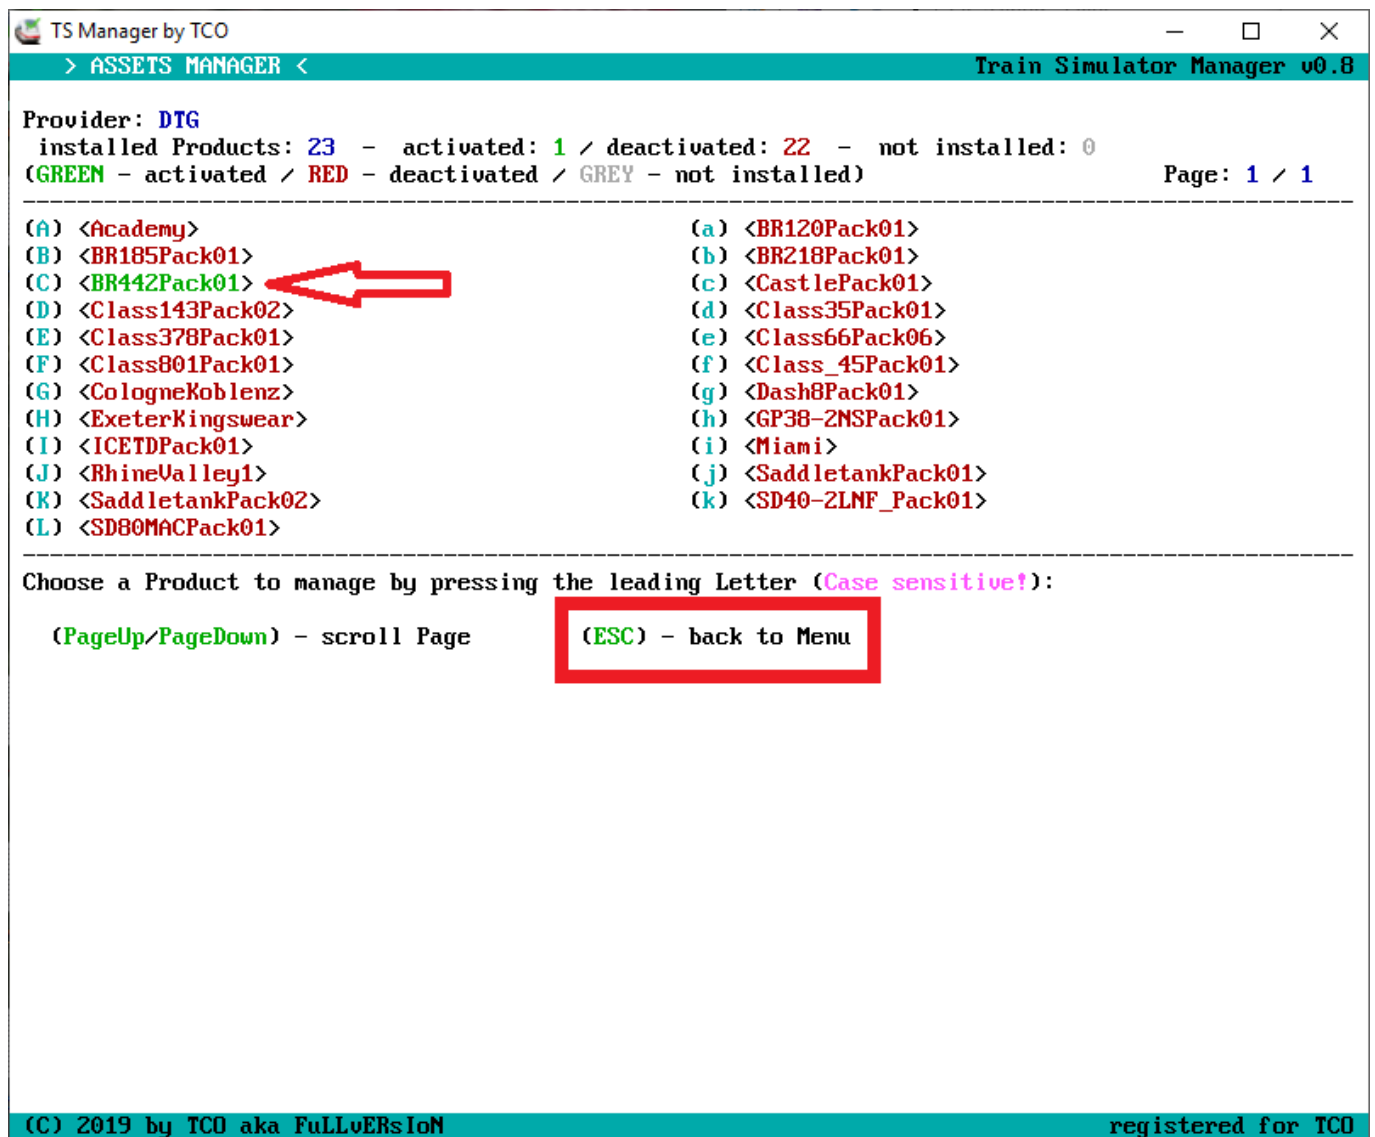 TS Manager by TCO
> ASSETS MANAGER < Train Simulator Manager v0.8
Provider: DTG
installed Products: 23 - activated: 1 / deactivated: 22 - not installed: 0
(GREEN - activated / RED - deactivated / GREY - not installed) Page: 1 / 1
(A) <Academy> (a) <BR120Pack01>
(B) <BR185Pack01> (b) <BR218Pack01>
(C) <BR442Pack01> (c) <CastlePack01>
(D) <Class143Pack02> (d) <Class35Pack01>
(E) <Class378Pack01> (e) <Class66Pack06>
(F) <Class801Pack01> (f) <Class_45Pack01>
(G) <CologneKoblenz> (g) <Dash8Pack01>
(H) <ExeterKingswear> (h) <GP38-2NSPack01>
(I) <ICETDPack01> (i) <Miami>
(J) <RhineValley1> (j) <SaddletankPack01>
(K) <SaddletankPack02> (k) <SD40-2LNF_Pack01>
(L) <SD80MACPack01>
Choose a Product to manage by pressing the leading Letter (Case sensitive!):
(PageUp/PageDown) - scroll Page (ESC) - back to Menu
(C) 2019 by TCO aka FuLLvERsIoN registered for TCO